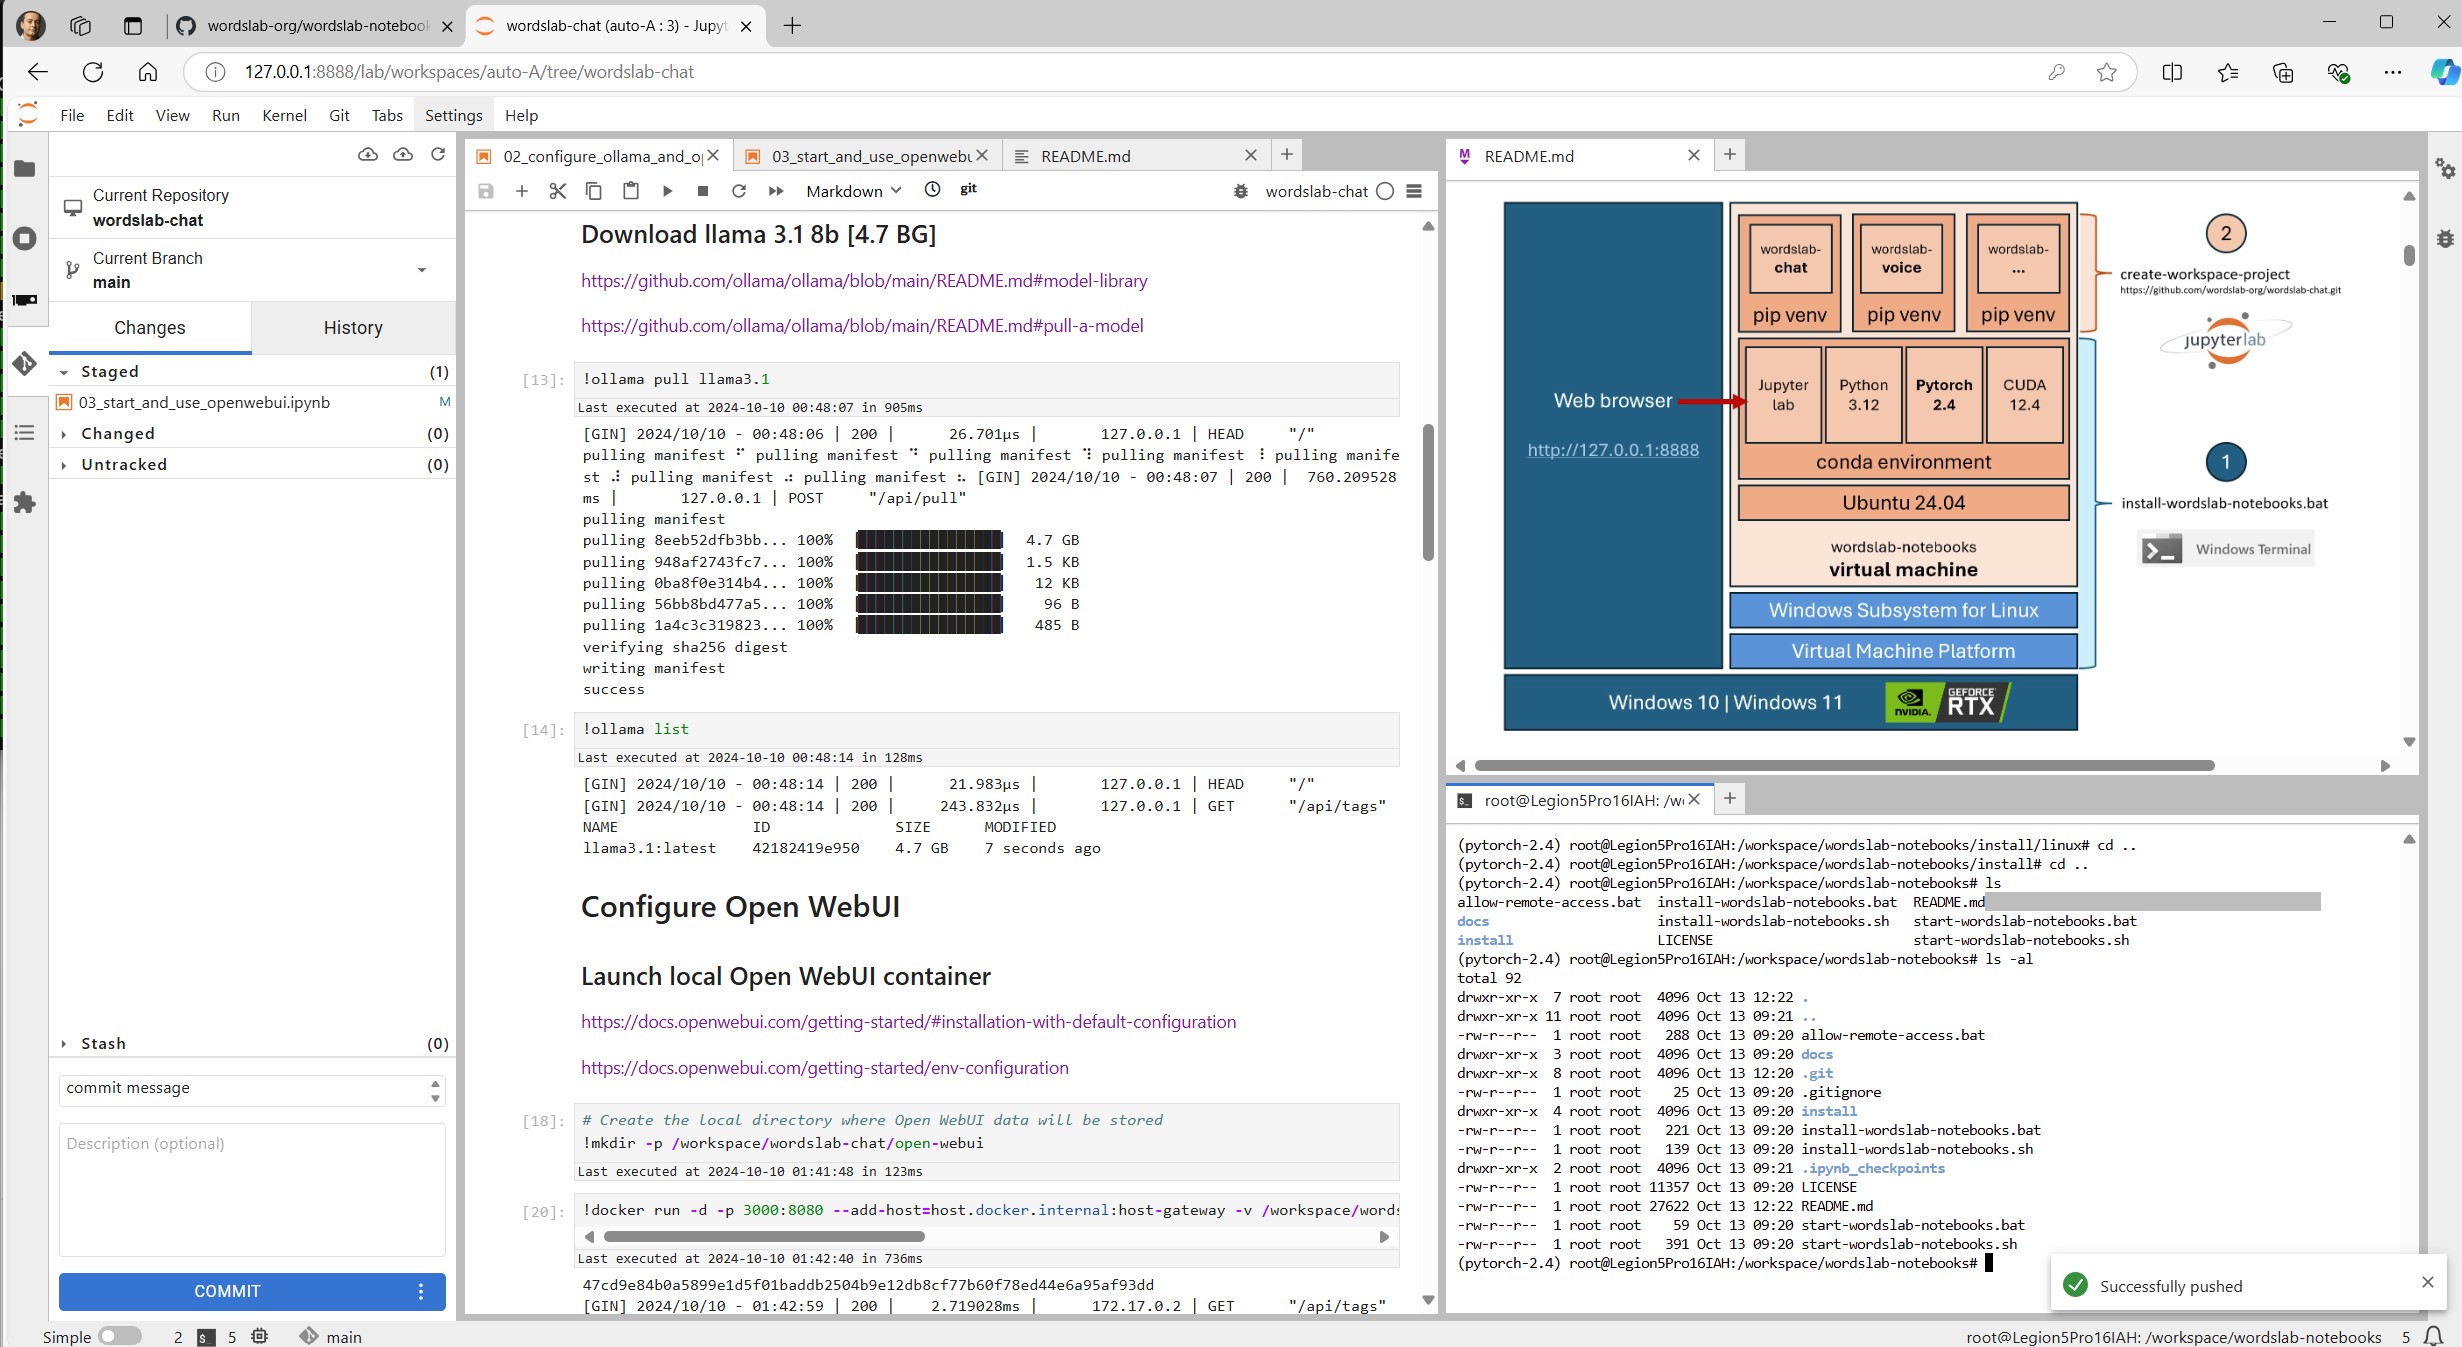 wordslab-org/wordslab-notebook
wordslab-chat (auto-A : 3) - Jupyt
127.0.0.1:8888/lab/workspaces/auto-A/tree/wordslab-chat
File Edit View Run Kernel Git Tabs Settings Help
Current Repository
wordslab-chat
Current Branch
main
Changes History
Staged (1)
03_start_and_use_openwebui.ipynb M
Changed (0)
Untracked (0)
Stash (0)
commit message
Description (optional)
COMMIT
02_configure_ollama_and_o
03_start_and_use_openwebu
README.md
Markdown
git
wordslab-chat
Download llama 3.1 8b [4.7 BG]
https://github.com/ollama/ollama/blob/main/README.md#model-library
https://github.com/ollama/ollama/blob/main/README.md#pull-a-model
[13]: !ollama pull llama3.1
Last executed at 2024-10-10 00:48:07 in 905ms
[GIN] 2024/10/10 - 00:48:06 | 200 | 26.701µs | 127.0.0.1 | HEAD "/"
pulling manifest ⠋ pulling manifest ⠙ pulling manifest ⠹ pulling manifest ⠸ pulling manife
st ⠼ pulling manifest ⠴ pulling manifest ⠦ [GIN] 2024/10/10 - 00:48:07 | 200 | 760.209528
ms | 127.0.0.1 | POST "/api/pull"
pulling manifest
pulling 8eeb52dfb3bb... 100% 4.7 GB
pulling 948af2743fc7... 100% 1.5 KB
pulling 0ba8f0e314b4... 100% 12 KB
pulling 56bb8bd477a5... 100% 96 B
pulling 1a4c3c319823... 100% 485 B
verifying sha256 digest
writing manifest
success
[14]: !ollama list
Last executed at 2024-10-10 00:48:14 in 128ms
[GIN] 2024/10/10 - 00:48:14 | 200 | 21.983µs | 127.0.0.1 | HEAD "/"
[GIN] 2024/10/10 - 00:48:14 | 200 | 243.832µs | 127.0.0.1 | GET "/api/tags"
NAME ID SIZE MODIFIED
llama3.1:latest 42182419e950 4.7 GB 7 seconds ago
Configure Open WebUI
Launch local Open WebUI container
https://docs.openwebui.com/getting-started/#installation-with-default-configuration
https://docs.openwebui.com/getting-started/env-configuration
[18]: # Create the local directory where Open WebUI data will be stored
!mkdir -p /workspace/wordslab-chat/open-webui
Last executed at 2024-10-10 01:41:48 in 123ms
[20]: !docker run -d -p 3000:8080 --add-host=host.docker.internal:host-gateway -v /workspace/words
Last executed at 2024-10-10 01:42:40 in 736ms
47cd9e84b0a5899e1d5f01baddb2504b9e12db8cf77b60f78ed44e6a95af93dd
[GIN] 2024/10/10 - 01:42:59 | 200 | 2.719028ms | 172.17.0.2 | GET "/api/tags"
README.md
Web browser
http://127.0.0.1:8888
wordslab-
chat
pip venv
wordslab-
voice
pip venv
wordslab-
...
pip venv
Jupyter
lab
Python
3.12
Pytorch
2.4
CUDA
12.4
conda environment
Ubuntu 24.04
wordslab-notebooks
virtual machine
Windows Subsystem for Linux
Virtual Machine Platform
Windows 10 | Windows 11
NVIDIA. GEFORCE
RTX
2
create-workspace-project
https://github.com/wordslab-org/wordslab-chat.git
jupyterlab
1
install-wordslab-notebooks.bat
Windows Terminal
root@Legion5Pro16IAH: /w
(pytorch-2.4) root@Legion5Pro16IAH:/workspace/wordslab-notebooks/install/linux# cd ..
(pytorch-2.4) root@Legion5Pro16IAH:/workspace/wordslab-notebooks/install# cd ..
(pytorch-2.4) root@Legion5Pro16IAH:/workspace/wordslab-notebooks# ls
allow-remote-access.bat install-wordslab-notebooks.bat README.md
docs install-wordslab-notebooks.sh start-wordslab-notebooks.bat
install LICENSE start-wordslab-notebooks.sh
(pytorch-2.4) root@Legion5Pro16IAH:/workspace/wordslab-notebooks# ls -al
total 92
drwxr-xr-x 7 root root 4096 Oct 13 12:22 .
drwxr-xr-x 11 root root 4096 Oct 13 09:21 ..
-rw-r--r-- 1 root root 288 Oct 13 09:20 allow-remote-access.bat
drwxr-xr-x 3 root root 4096 Oct 13 09:20 docs
drwxr-xr-x 8 root root 4096 Oct 13 12:20 .git
-rw-r--r-- 1 root root 25 Oct 13 09:20 .gitignore
drwxr-xr-x 4 root root 4096 Oct 13 09:20 install
-rw-r--r-- 1 root root 221 Oct 13 09:20 install-wordslab-notebooks.bat
-rw-r--r-- 1 root root 139 Oct 13 09:20 install-wordslab-notebooks.sh
drwxr-xr-x 2 root root 4096 Oct 13 09:21 .ipynb_checkpoints
-rw-r--r-- 1 root root 11357 Oct 13 09:20 LICENSE
-rw-r--r-- 1 root root 27622 Oct 13 12:22 README.md
-rw-r--r-- 1 root root 59 Oct 13 09:20 start-wordslab-notebooks.bat
-rw-r--r-- 1 root root 391 Oct 13 09:20 start-wordslab-notebooks.sh
(pytorch-2.4) root@Legion5Pro16IAH:/workspace/wordslab-notebooks#
Successfully pushed
Simple 2 5 main
root@Legion5Pro16IAH: /workspace/wordslab-notebooks 5